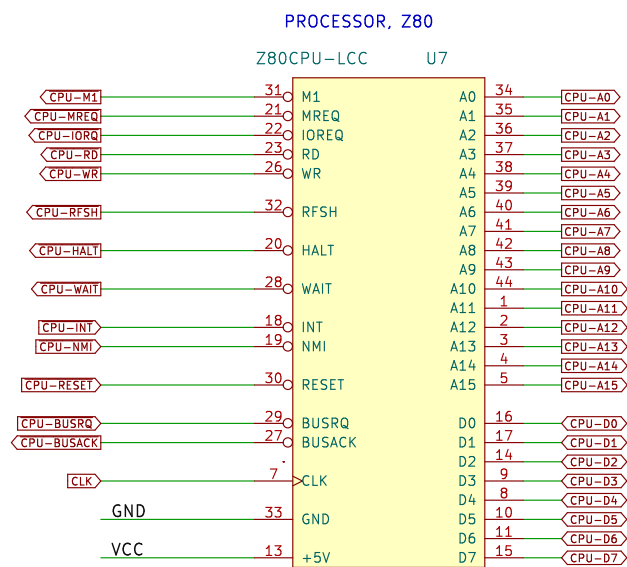 PROCESSOR, Z80
Z80CPU-LCC U7
CPU-M1 31 M1 A0 34 CPU-A0
CPU-MREQ 21 MREQ A1 35 CPU-A1
CPU-IORQ 22 IOREQ A2 36 CPU-A2
CPU-RD 23 RD A3 37 CPU-A3
CPU-WR 26 WR A4 38 CPU-A4
A5 39 CPU-A5
CPU-RFSH 32 RFSH A6 40 CPU-A6
A7 41 CPU-A7
CPU-HALT 20 HALT A8 42 CPU-A8
A9 43 CPU-A9
CPU-WAIT 28 WAIT A10 44 CPU-A10
A11 1 CPU-A11
CPU-INT 18 INT A12 2 CPU-A12
CPU-NMI 19 NMI A13 3 CPU-A13
A14 4 CPU-A14
CPU-RESET 30 RESET A15 5 CPU-A15
CPU-BUSRQ 29 BUSRQ D0 16 CPU-D0
CPU-BUSACK 27 BUSACK D1 17 CPU-D1
D2 14 CPU-D2
CLK 7 CLK D3 9 CPU-D3
D4 8 CPU-D4
GND 33 GND D5 10 CPU-D5
D6 11 CPU-D6
VCC 13 +5V D7 15 CPU-D7